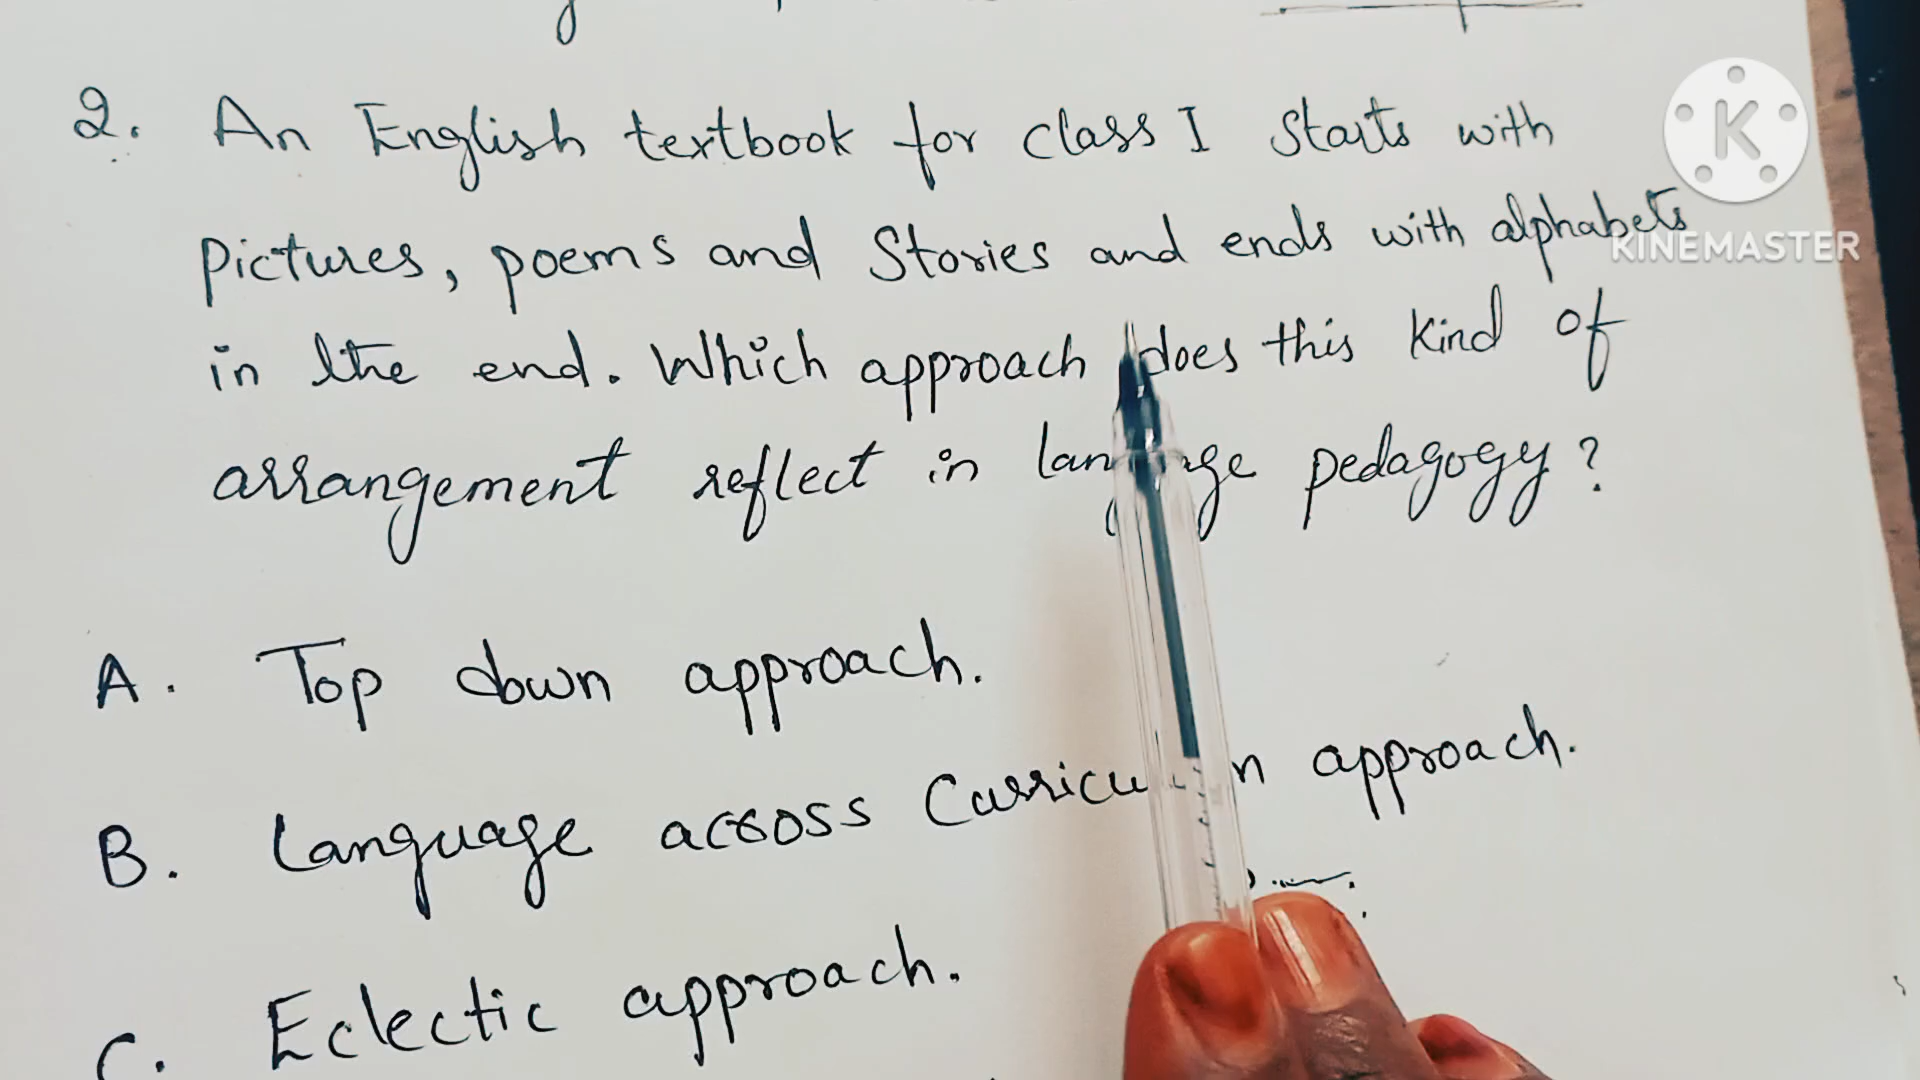 2. An English textbook for class I starts with
pictures, poems and stories and ends with alphabets
KINEMASTER
in the end. Which approach does this kind of
arrangement reflect in language pedagogy?
A. Top down approach.
B. Language across Curriculum approach.
C. Eclectic approach.